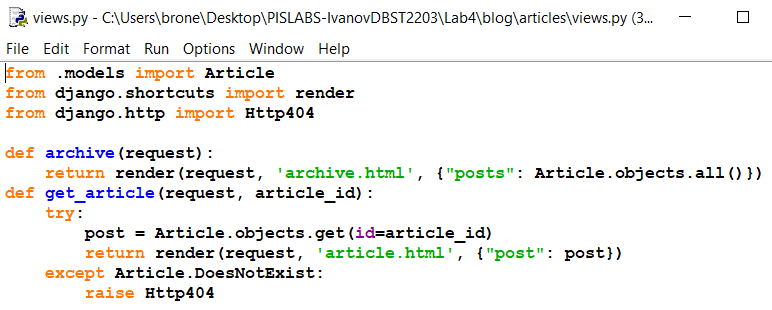 views.py - C:\Users\brone\Desktop\PISLABS-IvanovDBST2203\Lab4\blog\articles\views.py (3...
File Edit Format Run Options Window Help
from .models import Article
from django.shortcuts import render
from django.http import Http404

def archive(request):
    return render(request, 'archive.html', {"posts": Article.objects.all()})
def get_article(request, article_id):
    try:
        post = Article.objects.get(id=article_id)
        return render(request, 'article.html', {"post": post})
    except Article.DoesNotExist:
        raise Http404